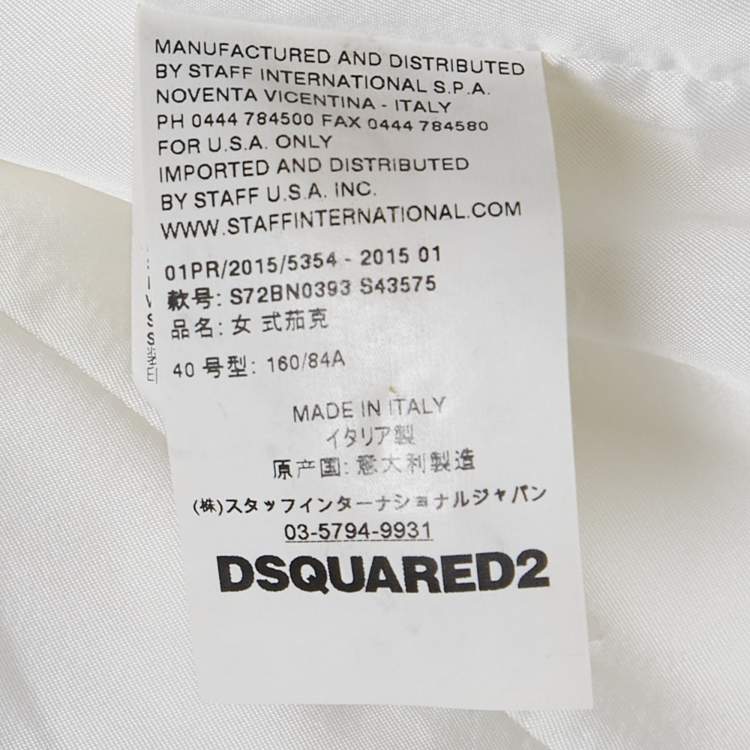 MANUFACTURED AND DISTRIBUTED
BY STAFF INTERNATIONAL S.P.A.
NOVENTA VICENTINA - ITALY
PH 0444 784500 FAX 0444 784580
FOR U.S.A. ONLY
IMPORTED AND DISTRIBUTED
BY STAFF U.S.A. INC.
WWW.STAFFINTERNATIONAL.COM
01PR/2015/5354 - 2015 01
款号: S72BN0393 S43575
品名: 女 式茄克
40 号型: 160/84A
MADE IN ITALY
イタリア製
原产国: 意大利製造
(株)スタッフインターナショナルジャパン
03-5794-9931
DSQUARED2